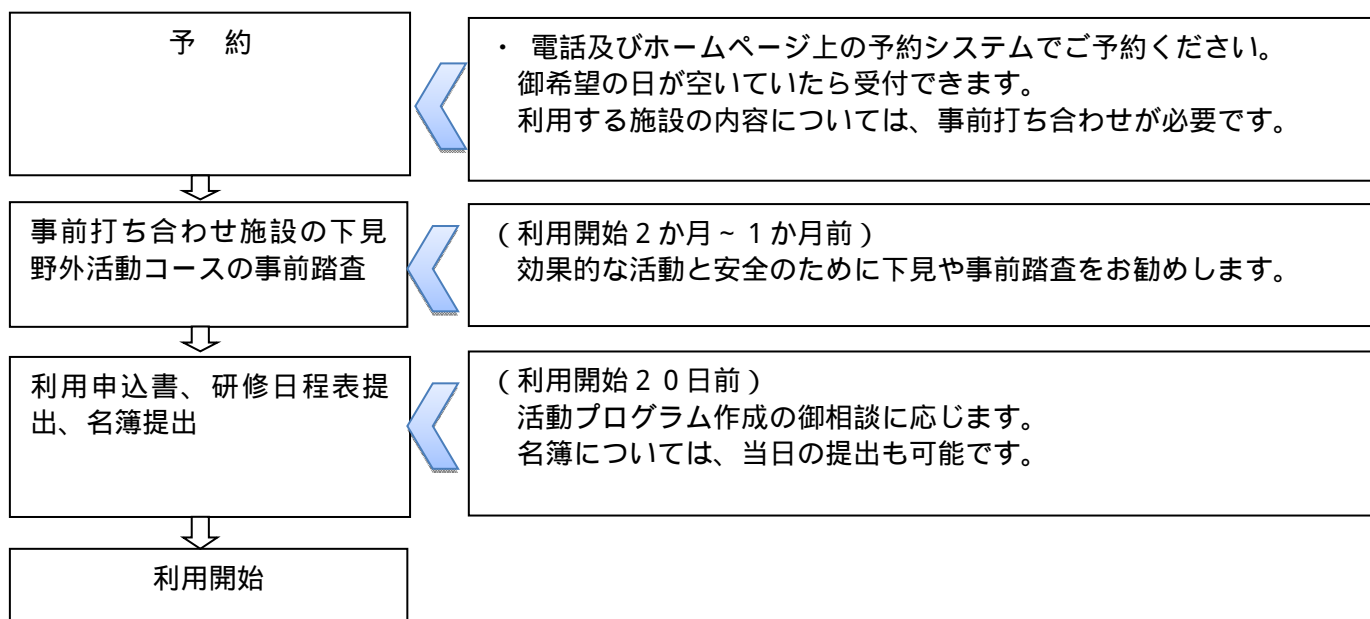 予　約
・ 電話及びホームページ上の予約システムでご予約ください。
御希望の日が空いていたら受付できます。
利用する施設の内容については、事前打ち合わせが必要です。
事前打ち合わせ施設の下見
野外活動コースの事前踏査
（利用開始２か月～１か月前）
効果的な活動と安全のために下見や事前踏査をお勧めします。
利用申込書、研修日程表提
出、名簿提出
（利用開始２０日前）
活動プログラム作成の御相談に応じます。
名簿については、当日の提出も可能です。
利用開始